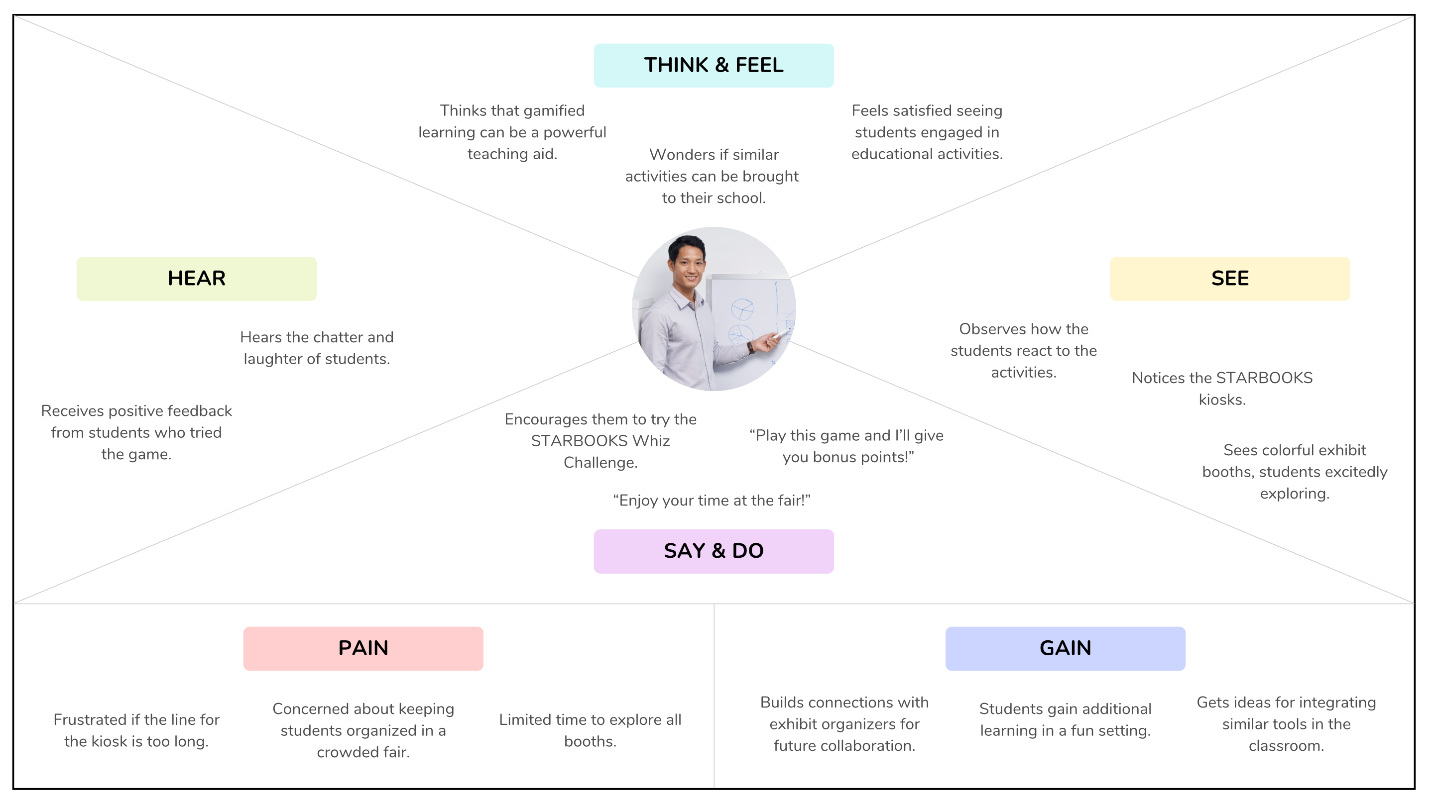 THINK & FEEL
Thinks that gamified
learning can be a powerful
teaching aid.
Wonders if similar
activities can be brought
to their school.
Feels satisfied seeing
students engaged in
educational activities.
HEAR
Hears the chatter and
laughter of students.
Receives positive feedback
from students who tried
the game.
SEE
Observes how the
students react to the
activities.
Notices the STARBOOKS
kiosks.
Sees colorful exhibit
booths, students excitedly
exploring.
Encourages them to try the
STARBOOKS Whiz
Challenge.
“Play this game and I’ll give
you bonus points!”
“Enjoy your time at the fair!”
SAY & DO
PAIN
Frustrated if the line for
the kiosk is too long.
Concerned about keeping
students organized in a
crowded fair.
Limited time to explore all
booths.
GAIN
Builds connections with
exhibit organizers for
future collaboration.
Students gain additional
learning in a fun setting.
Gets ideas for integrating
similar tools in the
classroom.